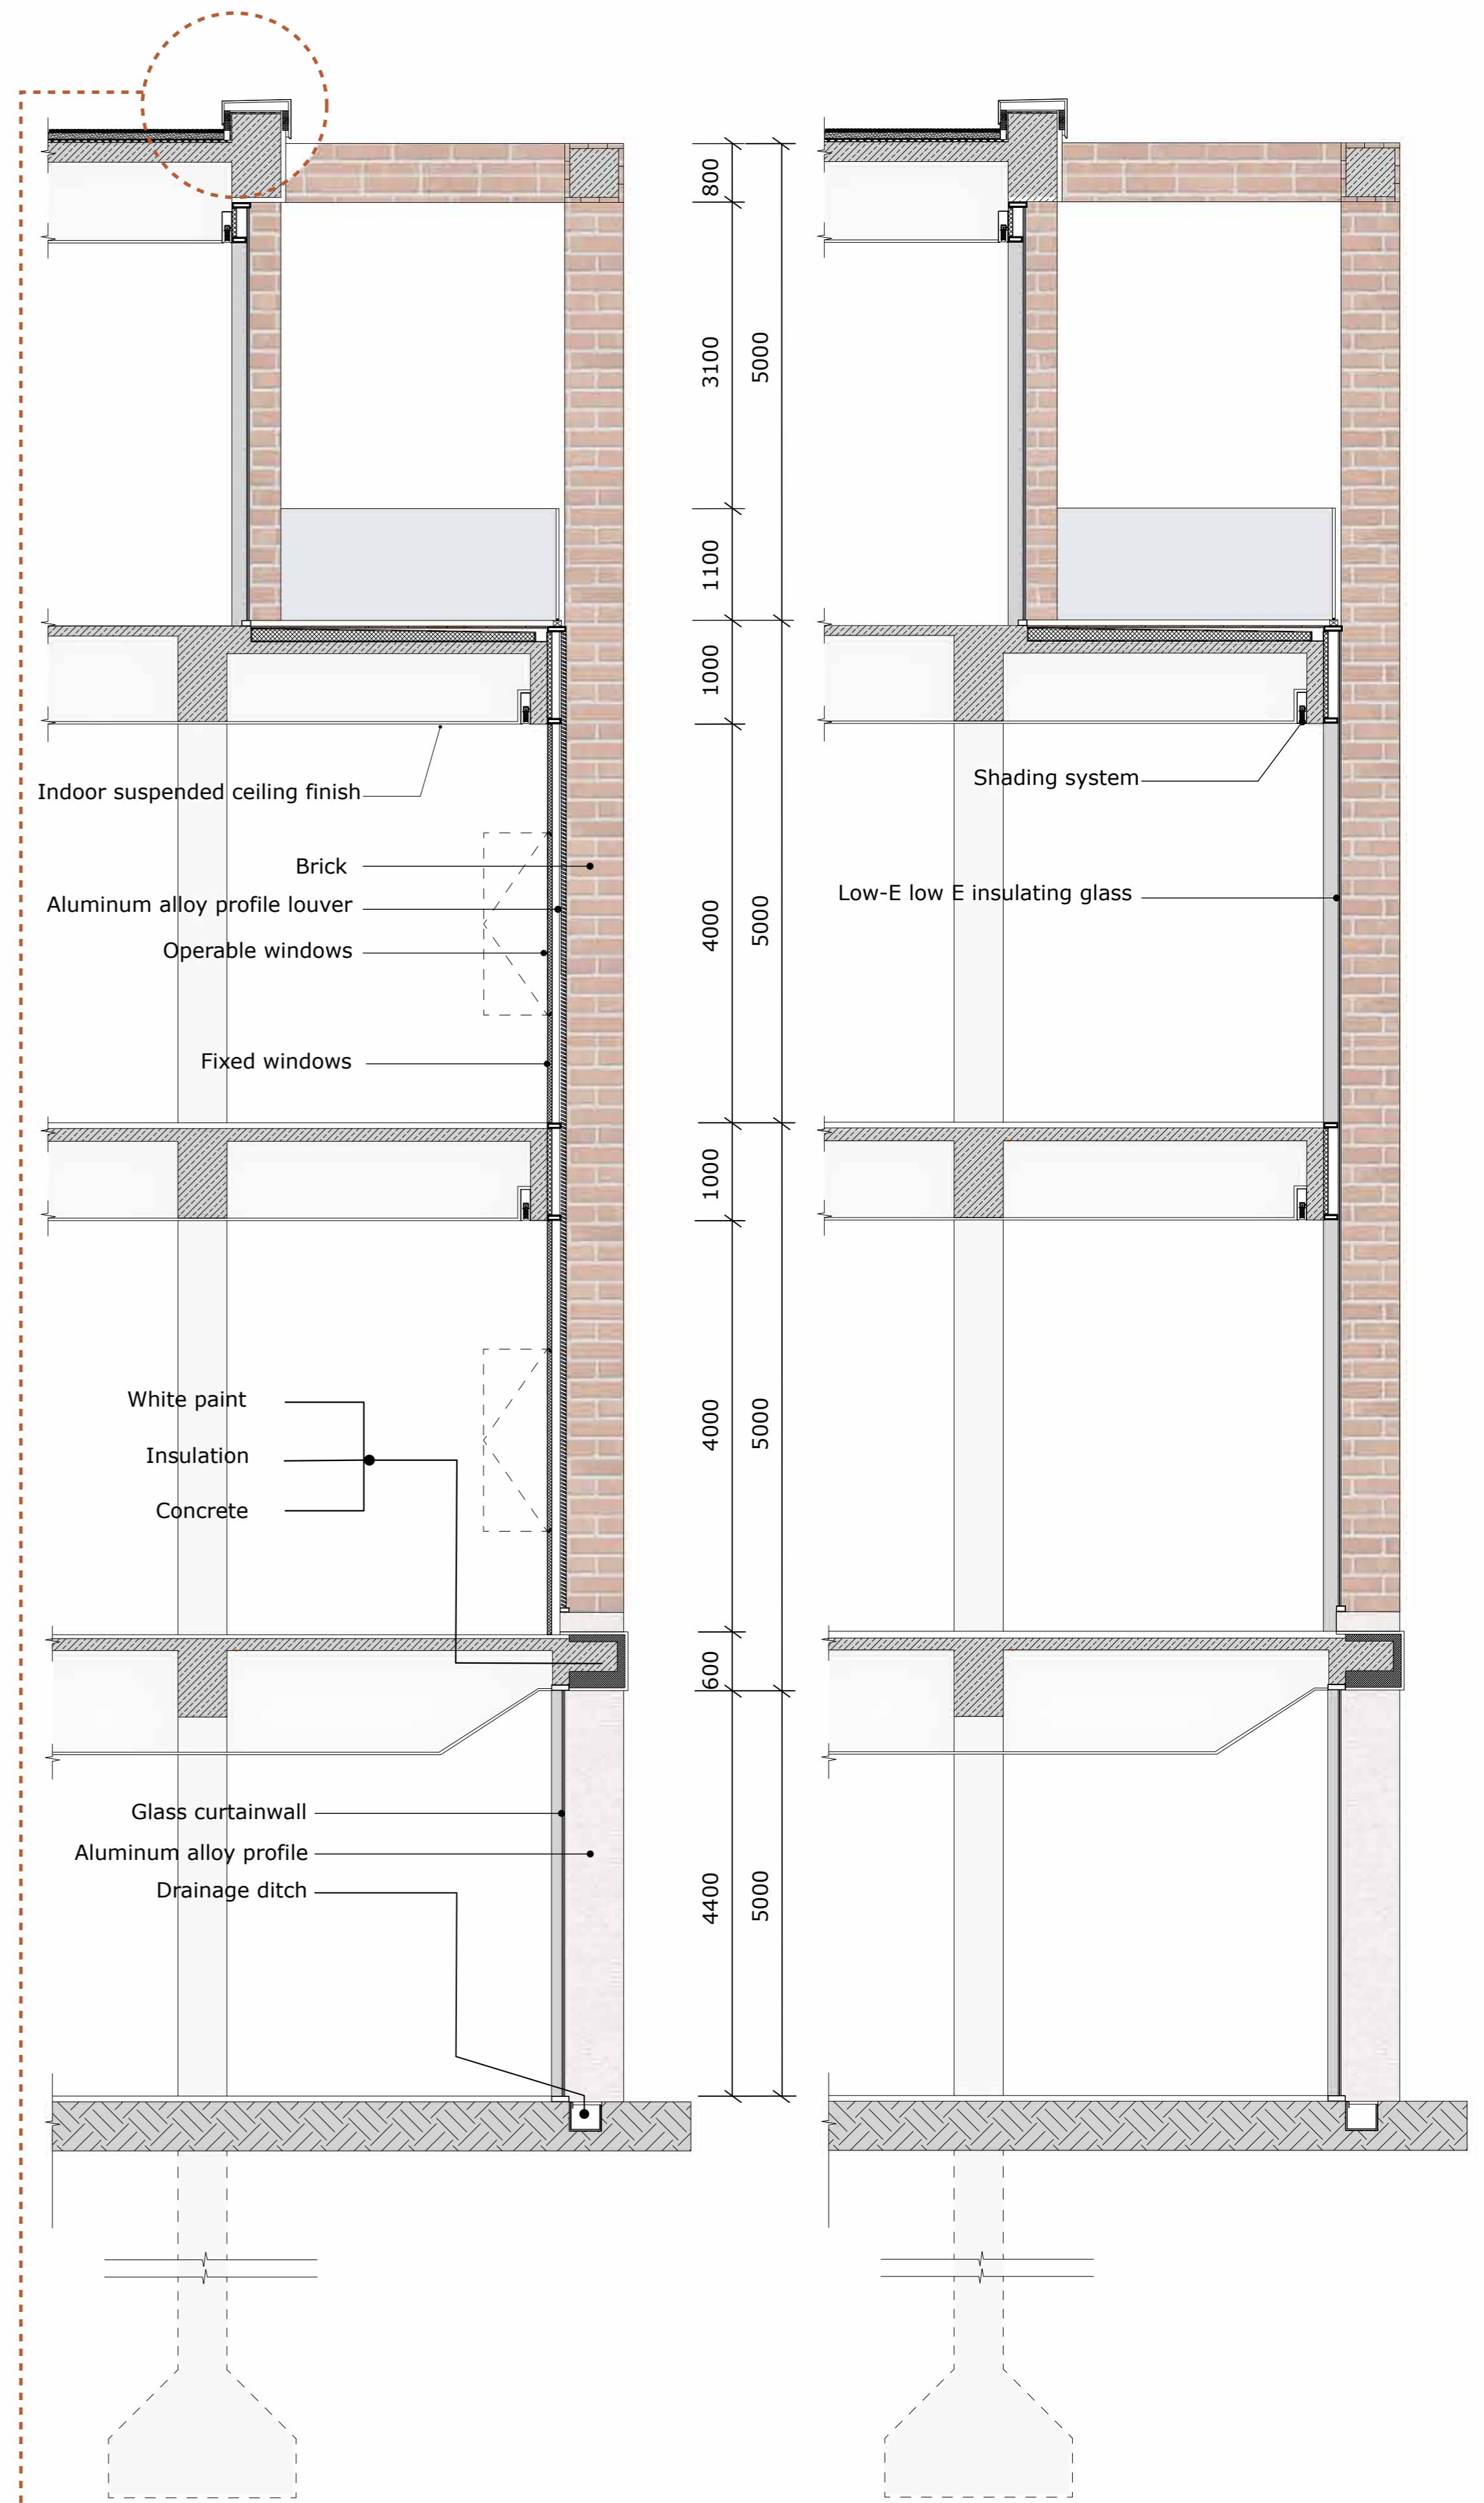 800
3100
5000
1100
1000
Indoor suspended ceiling finish
Shading system
Brick
Aluminum alloy profile louver
Operable windows
Fixed windows
4000
5000
Low-E low E insulating glass
1000
White paint
Insulation
Concrete
4000
5000
600
Glass curtainwall
Aluminum alloy profile
Drainage ditch
4400
5000